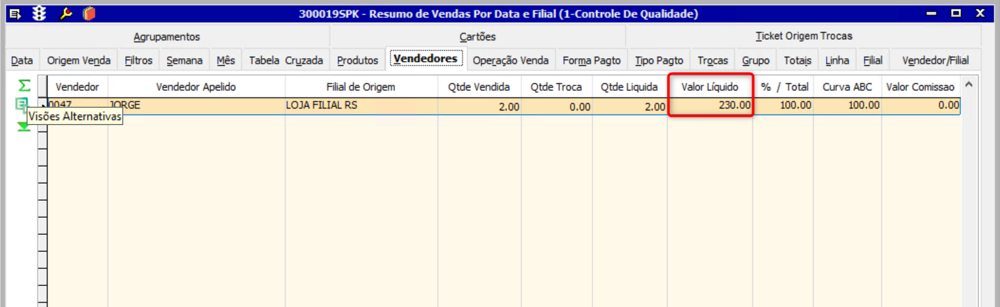 300019SPK - Resumo de Vendas Por Data e Filial (1-Controle De Qualidade)
Agrupamentos Cartões Ticket Origem Trocas
Data Origem Venda Filtros Semana Mês Tabela Cruzada Produtos Vendedores Operação Venda Forma Pagto Tipo Pagto Trocas Grupo Totais Linha Filial Vendedor/Filial
Vendedor Vendedor Apelido Filial de Origem Qtde Vendida Qtde Troca Qtde Liquida Valor Líquido % / Total Curva ABC Valor Comissao
0047 JORGE LOJA FILIAL RS 2.00 0.00 2.00 230.00 100.00 100.00 0.00
Visões Alternativas